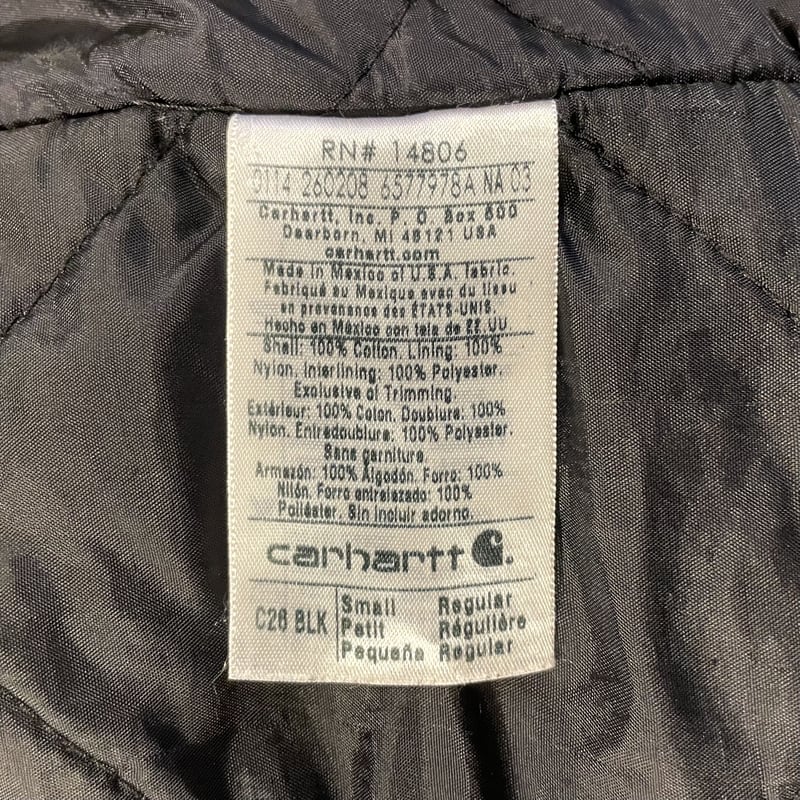 RN# 14806
0114 260208 6577978A NA 03
Carhartt, Inc. P. O. Box 600
Dearborn, MI 48121 USA
carhartt.com
Made in Mexico of U.S.A. fabric.
Fabriqué au Mexique avec du tissu
en provenance des ÉTATS-UNIS.
Hecho en México con tela de EE.UU.
Shell: 100% Cotton. Lining: 100%
Nylon. Interlining: 100% Polyester.
Exclusive of Trimming.
Extérieur: 100% Coton. Doublure: 100%
Nylon. Entredoublure: 100% Polyester.
Sans garniture.
Armazón: 100% Algodón. Forro: 100%
Nilón. Forro entrelazado: 100%
Poliéster. Sin incluir adorno.
carhartt
C26 BLK
Small Regular
Petit Régulière
Pequeña Regular